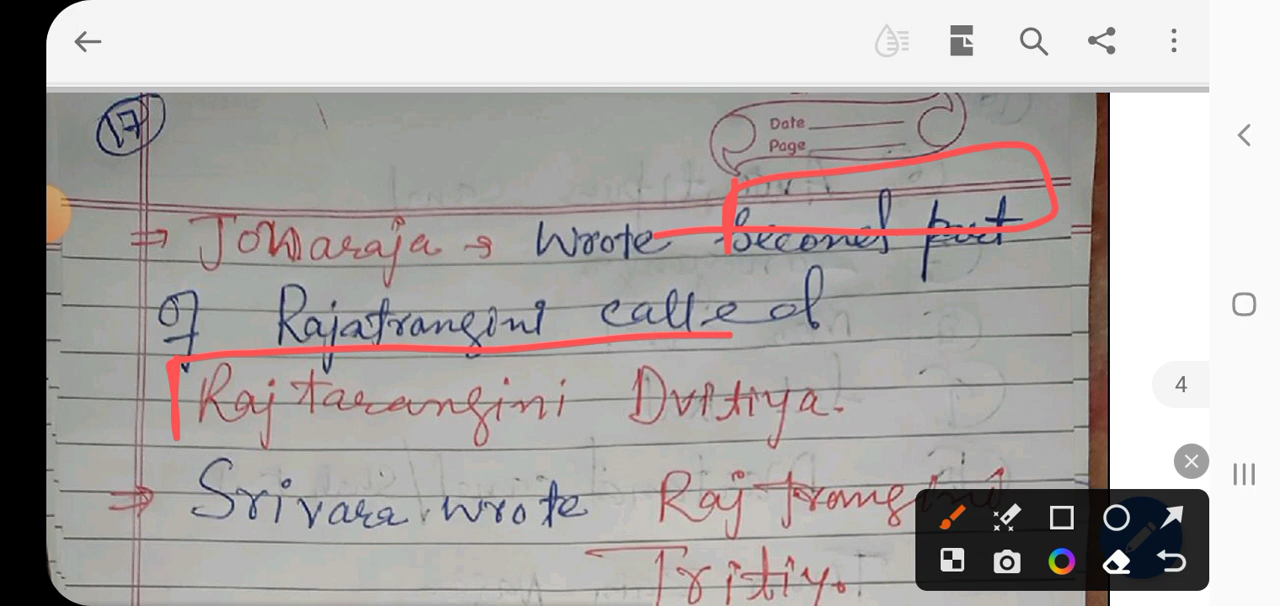 17
Date
Page
⇒ Jonaraja → Wrote second part
of Rajatrangini called
Rajtarangini Dvitiya.
⇒ Srivara wrote Rajtrangini
Tritiya
4